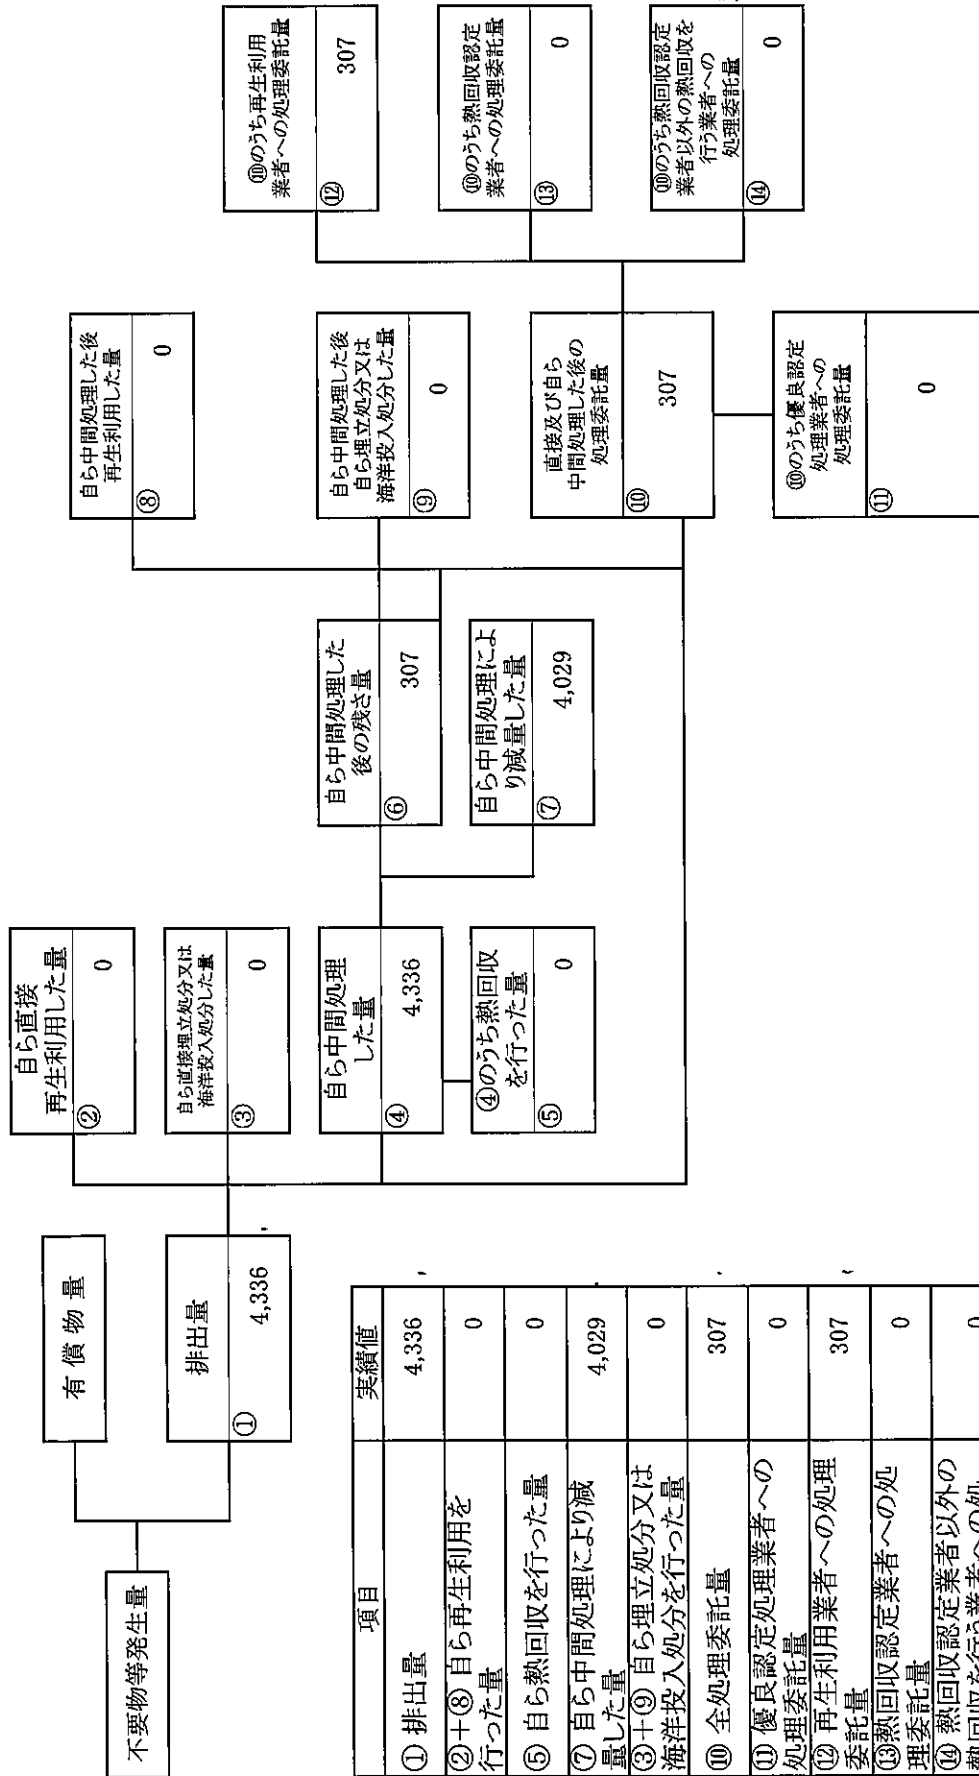 不要物等発生量
有 償 物 量
排出量
①
4,336
自ら直接
再生利用した量
②
0
自ら直接埋立処分又は
海洋投入処分した量
③
0
自ら中間処理
した量
④
4,336
④のうち熱回収
を行った量
⑤
0
自ら中間処理した
後の残さ量
⑥
307
自ら中間処理によ
り減量した量
⑦
4,029
自ら中間処理した後
再生利用した量
⑧
0
自ら中間処理した後
自ら埋立処分又は
海洋投入処分した量
⑨
0
直接及び自ら
中間処理した後の
処理委託量
⑩
307
⑩のうち優良認定
処理業者への
処理委託量
⑪
0
⑩のうち再生利用
業者への処理委託量
⑫
307
⑩のうち熱回収認定
業者への処理委託量
⑬
0
⑩のうち熱回収認定
業者以外の熱回収を
行う業者への
処理委託量
⑭
0
項目 実績値
① 排出量 4,336
②+⑧ 自ら再生利用を
行った量 0
⑤ 自ら熱回収を行った量 0
⑦ 自ら中間処理により減
量した量 4,029
③+⑨ 自ら埋立処分又は
海洋投入処分を行った量 0
⑩ 全処理委託量 307
⑪ 優良認定処理業者への
処理委託量 0
⑫ 再生利用業者への処理
委託量 307
⑬熱回収認定業者への処
理委託量 0
⑭ 熱回収認定業者以外の
熱回収を行う業者への処 0